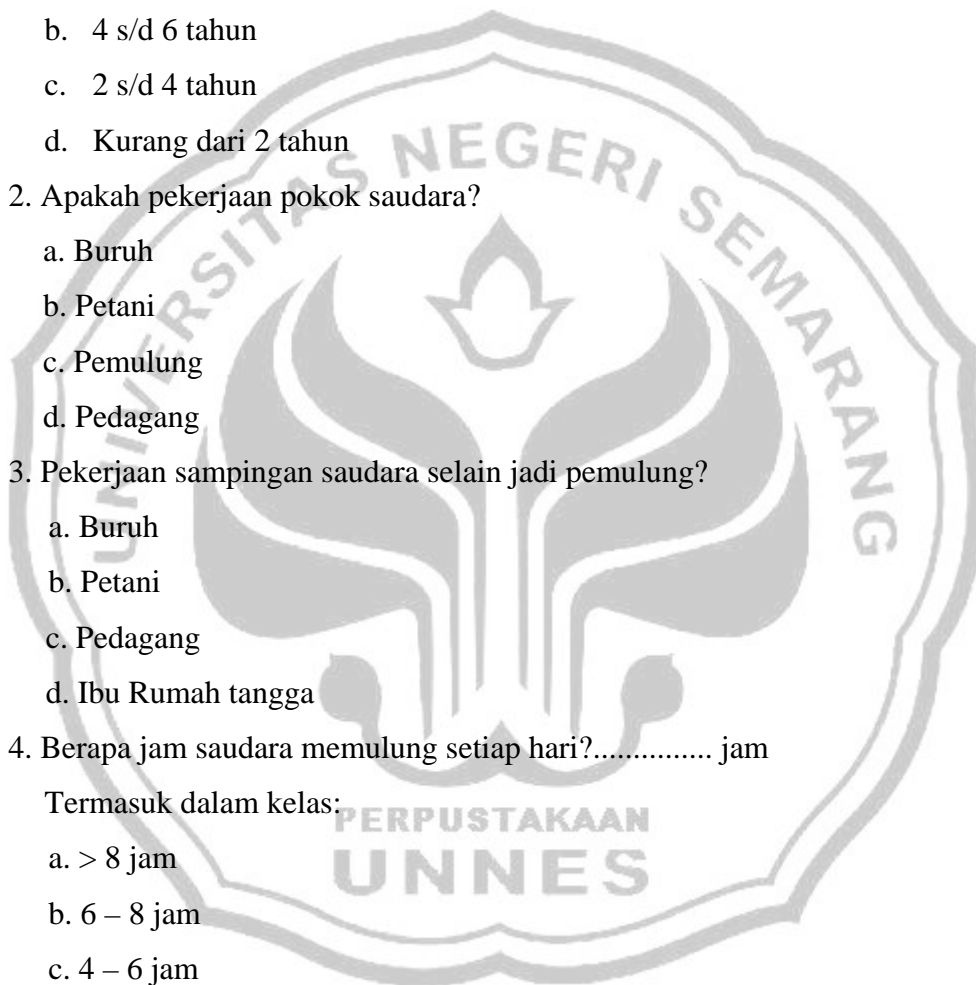 b. 4 s/d 6 tahun
c. 2 s/d 4 tahun
d. Kurang dari 2 tahun
2. Apakah pekerjaan pokok saudara?
a. Buruh
b. Petani
c. Pemulung
d. Pedagang
3. Pekerjaan sampingan saudara selain jadi pemulung?
a. Buruh
b. Petani
c. Pedagang
d. Ibu Rumah tangga
4. Berapa jam saudara memulung setiap hari?............... jam
Termasuk dalam kelas:
a. > 8 jam
b. 6 – 8 jam
c. 4 – 6 jam
UNIVERSITAS NEGERI SEMARANG
PERPUSTAKAAN
UNNES